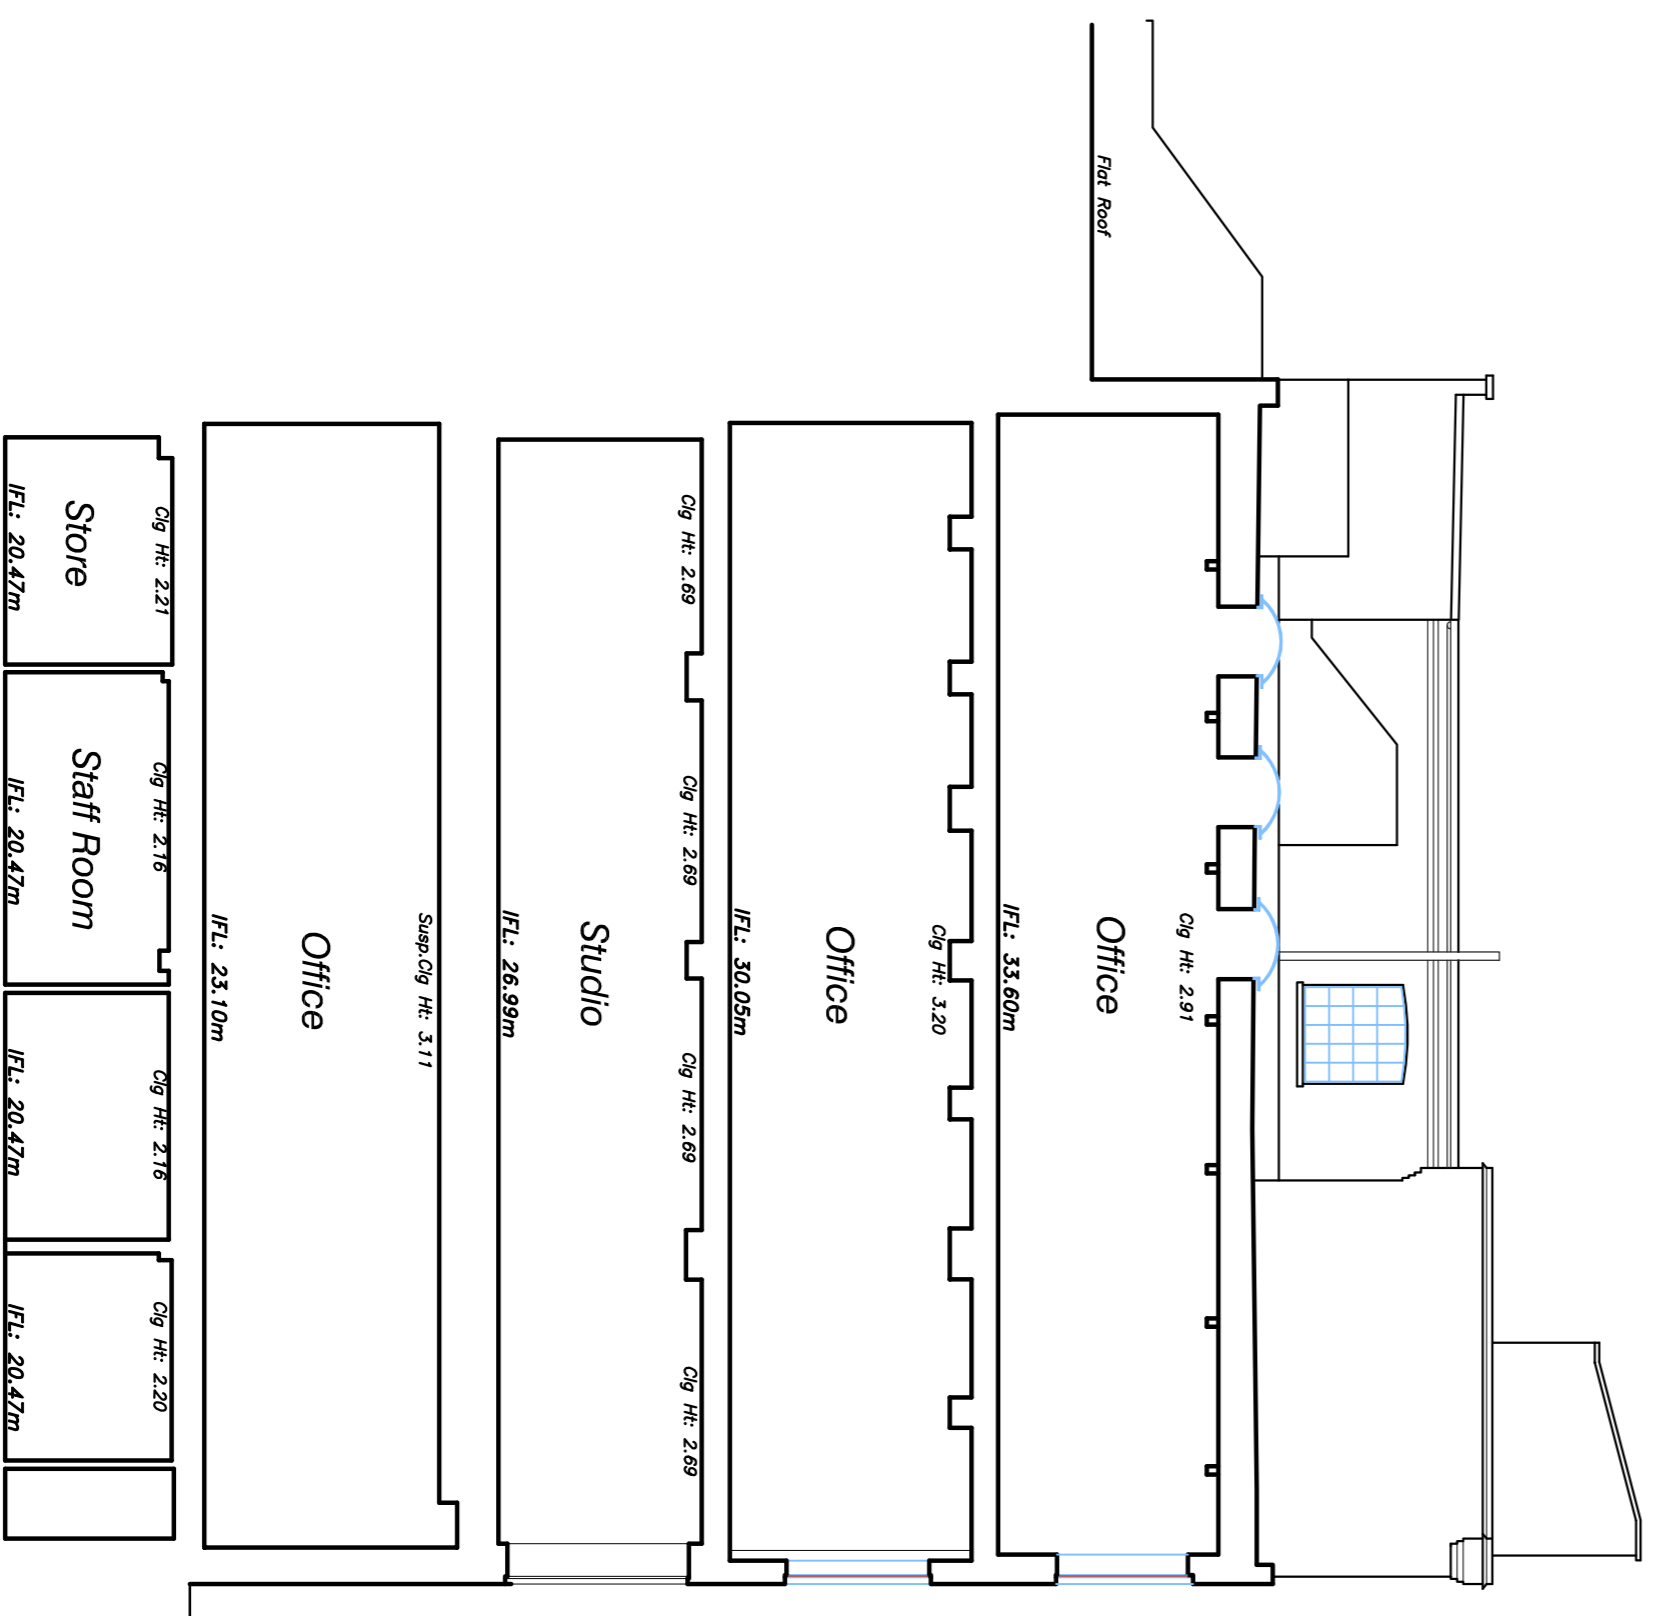 Flat Roof
Clg Ht: 2.91
Office
IFL: 33.60m
Clg Ht: 3.20
Office
IFL: 30.05m
Clg Ht: 2.69
Clg Ht: 2.69
Clg Ht: 2.69
Clg Ht: 2.69
Studio
IFL: 26.99m
Susp.Clg Ht: 3.11
Office
IFL: 23.10m
Clg Ht: 2.21
Store
IFL: 20.47m
Clg Ht: 2.16
Staff Room
IFL: 20.47m
Clg Ht: 2.16
IFL: 20.47m
Clg Ht: 2.20
IFL: 20.47m